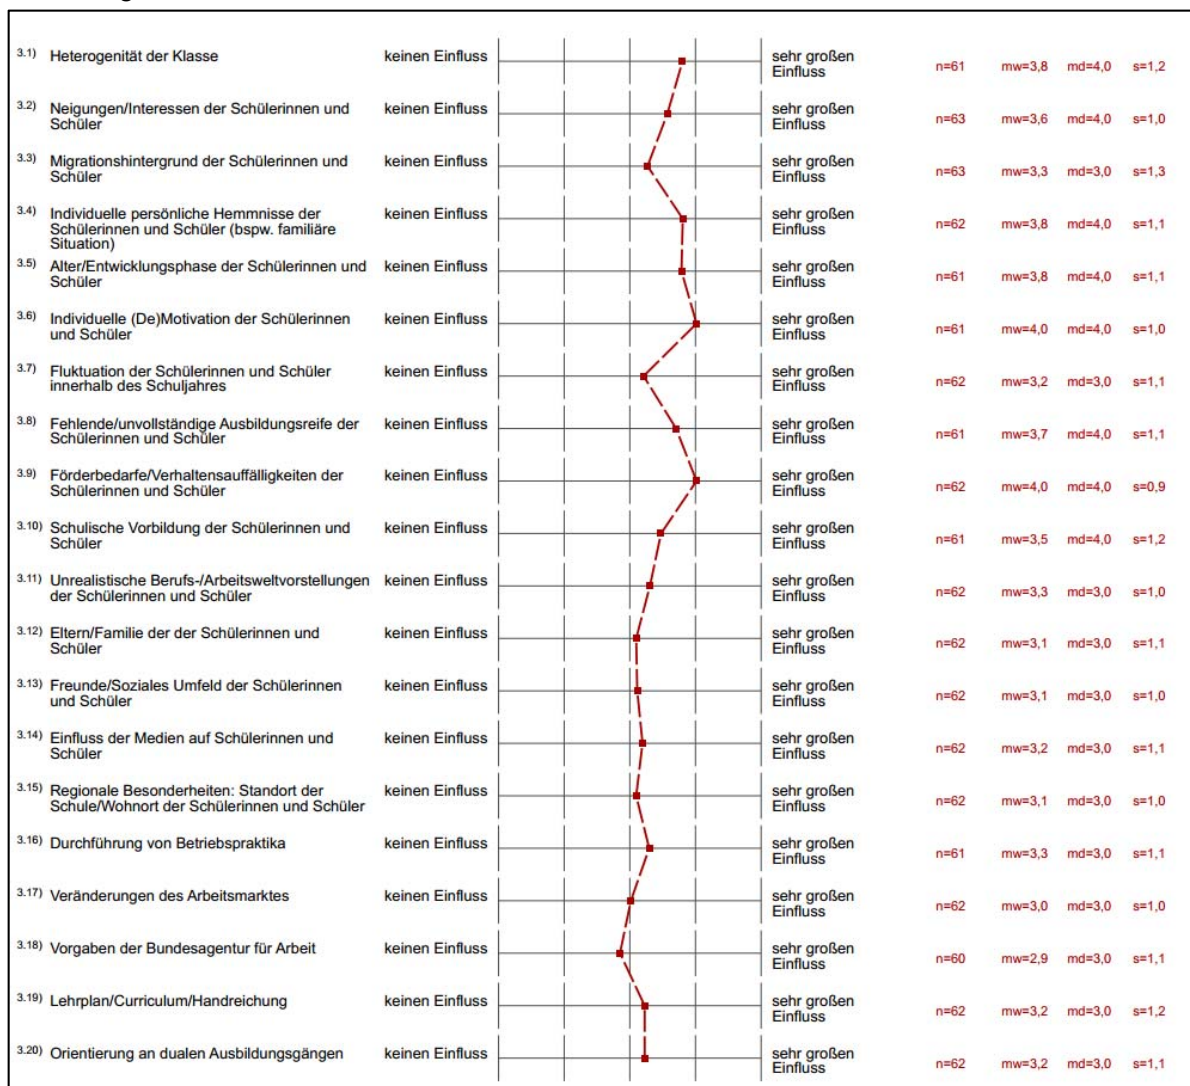 3.1) Heterogenität der Klasse keinen Einfluss sehr großen n=61 mw=3,8 md=4,0 s=1,2
Einfluss
3.2) Neigungen/Interessen der Schülerinnen und keinen Einfluss sehr großen n=63 mw=3,6 md=4,0 s=1,0
Schüler Einfluss
3.3) Migrationshintergrund der Schülerinnen und keinen Einfluss sehr großen n=63 mw=3,3 md=3,0 s=1,3
Schüler Einfluss
3.4) Individuelle persönliche Hemmnisse der keinen Einfluss sehr großen n=62 mw=3,8 md=4,0 s=1,1
Schülerinnen und Schüler (bspw. familiäre Einfluss
Situation)
3.5) Alter/Entwicklungsphase der Schülerinnen und keinen Einfluss sehr großen n=61 mw=3,8 md=4,0 s=1,1
Schüler Einfluss
3.6) Individuelle (De)Motivation der Schülerinnen keinen Einfluss sehr großen n=61 mw=4,0 md=4,0 s=1,0
und Schüler Einfluss
3.7) Fluktuation der Schülerinnen und Schüler keinen Einfluss sehr großen n=62 mw=3,2 md=3,0 s=1,1
innerhalb des Schuljahres Einfluss
3.8) Fehlende/unvollständige Ausbildungsreife der keinen Einfluss sehr großen n=61 mw=3,7 md=4,0 s=1,1
Schülerinnen und Schüler Einfluss
3.9) Förderbedarfe/Verhaltensauffälligkeiten der keinen Einfluss sehr großen n=62 mw=4,0 md=4,0 s=0,9
Schülerinnen und Schüler Einfluss
3.10) Schulische Vorbildung der Schülerinnen und keinen Einfluss sehr großen n=61 mw=3,5 md=4,0 s=1,2
Schüler Einfluss
3.11) Unrealistische Berufs-/Arbeitsweltvorstellungen keinen Einfluss sehr großen n=62 mw=3,3 md=3,0 s=1,0
der Schülerinnen und Schüler Einfluss
3.12) Eltern/Familie der der Schülerinnen und keinen Einfluss sehr großen n=62 mw=3,1 md=3,0 s=1,1
Schüler Einfluss
3.13) Freunde/Soziales Umfeld der Schülerinnen keinen Einfluss sehr großen n=62 mw=3,1 md=3,0 s=1,0
und Schüler Einfluss
3.14) Einfluss der Medien auf Schülerinnen und keinen Einfluss sehr großen n=62 mw=3,2 md=3,0 s=1,1
Schüler Einfluss
3.15) Regionale Besonderheiten: Standort der keinen Einfluss sehr großen n=62 mw=3,1 md=3,0 s=1,0
Schule/Wohnort der Schülerinnen und Schüler Einfluss
3.16) Durchführung von Betriebspraktika keinen Einfluss sehr großen n=61 mw=3,3 md=3,0 s=1,1
Einfluss
3.17) Veränderungen des Arbeitsmarktes keinen Einfluss sehr großen n=62 mw=3,0 md=3,0 s=1,0
Einfluss
3.18) Vorgaben der Bundesagentur für Arbeit keinen Einfluss sehr großen n=60 mw=2,9 md=3,0 s=1,1
Einfluss
3.19) Lehrplan/Curriculum/Handreichung keinen Einfluss sehr großen n=62 mw=3,2 md=3,0 s=1,2
Einfluss
3.20) Orientierung an dualen Ausbildungsgängen keinen Einfluss sehr großen n=62 mw=3,2 md=3,0 s=1,1
Einfluss